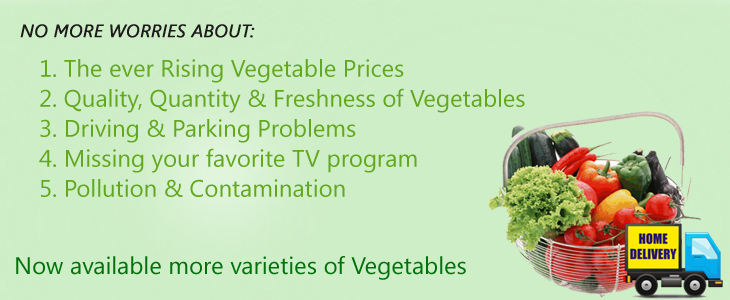 NO MORE WORRIES ABOUT:
1. The ever Rising Vegetable Prices
2. Quality, Quantity & Freshness of Vegetables
3. Driving & Parking Problems
4. Missing your favorite TV program
5. Pollution & Contamination
HOME
DELIVERY
Now available more varieties of Vegetables